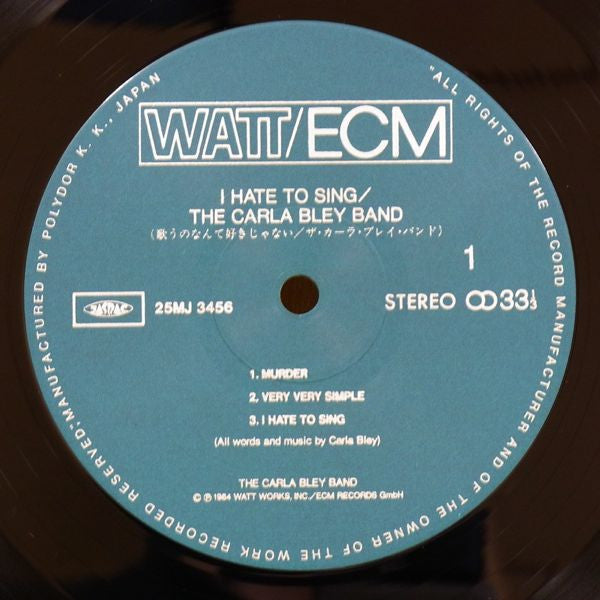 WATT/ECM
I HATE TO SING/
THE CARLA BLEY BAND
(歌うのなんて好きじゃない/ザ・カーラ・ブレイ・バンド)
1
JASRAC
25MJ 3456
STEREO 33 1/3
1. MURDER
2. VERY VERY SIMPLE
3. I HATE TO SING
(All words and music by Carla Bley)
THE CARLA BLEY BAND
© ℗ 1984 WATT WORKS, INC./ECM RECORDS GmbH
"ALL RIGHTS OF THE RECORD MANUFACTURER AND OF THE OWNER OF THE WORK RECORDED RESERVED."MANUFACTURED BY POLYDOR K. K., JAPAN